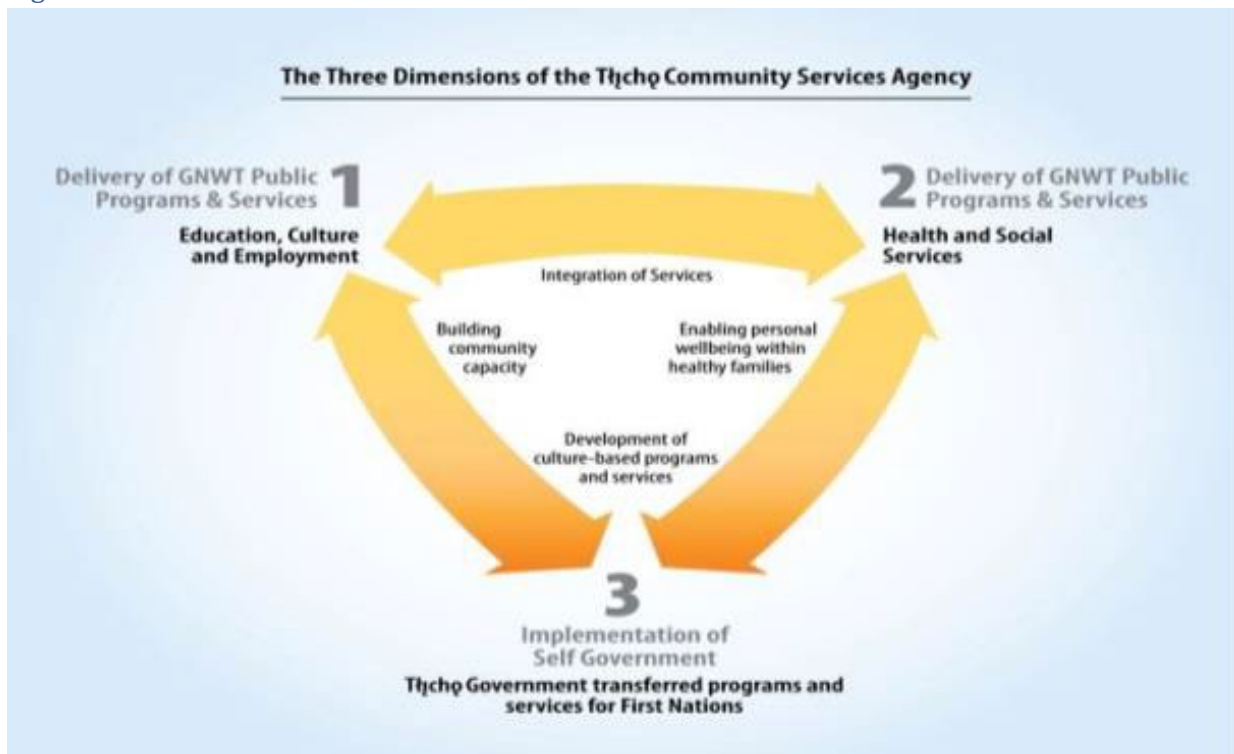 The Three Dimensions of the Tłı̨chǫ Community Services Agency
Delivery of GNWT Public
Programs & Services
1
Education, Culture
and Employment
2
Delivery of GNWT Public
Programs & Services
Health and Social
Services
Integration of Services
Building
community
capacity
Enabling personal
wellbeing within
healthy families
Development of
culture-based programs
and services
3
Implementation of
Self Government
Tłı̨chǫ Government transferred programs and
services for First Nations